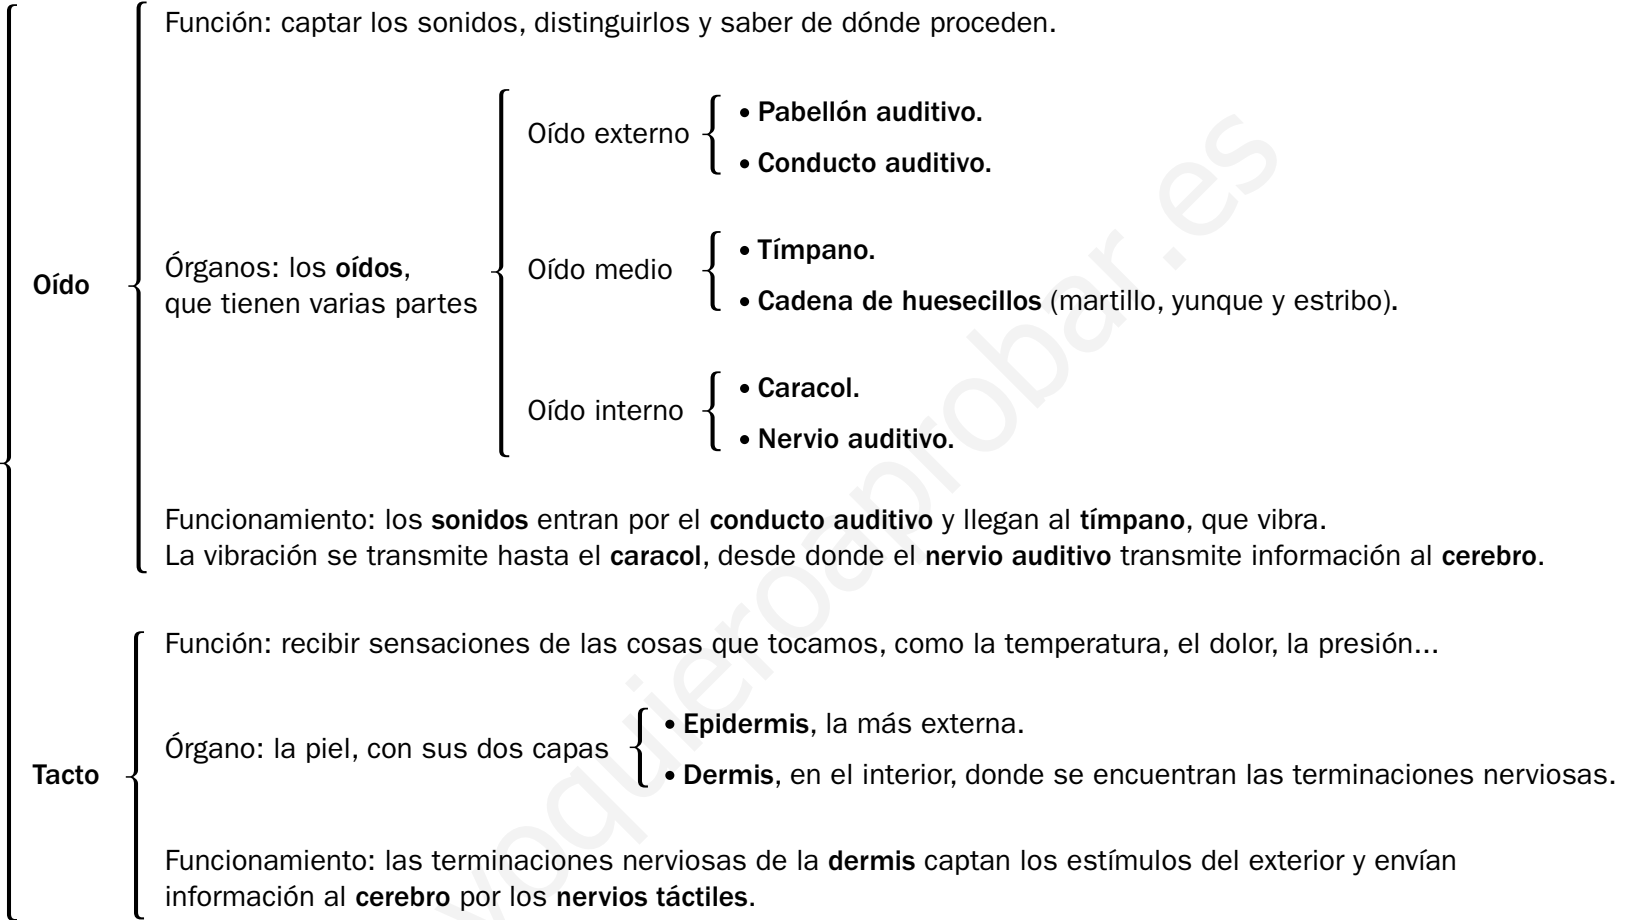 Función: captar los sonidos, distinguirlos y saber de dónde proceden.
Oído
Órganos: los oídos,
que tienen varias partes
Oído externo
• Pabellón auditivo.
• Conducto auditivo.
Oído medio
• Tímpano.
• Cadena de huesecillos (martillo, yunque y estribo).
Oído interno
• Caracol.
• Nervio auditivo.
Funcionamiento: los sonidos entran por el conducto auditivo y llegan al tímpano, que vibra.
La vibración se transmite hasta el caracol, desde donde el nervio auditivo transmite información al cerebro.
Tacto
Función: recibir sensaciones de las cosas que tocamos, como la temperatura, el dolor, la presión...
Órgano: la piel, con sus dos capas
• Epidermis, la más externa.
• Dermis, en el interior, donde se encuentran las terminaciones nerviosas.
Funcionamiento: las terminaciones nerviosas de la dermis captan los estímulos del exterior y envían
información al cerebro por los nervios táctiles.
yoquieroaprobar.es